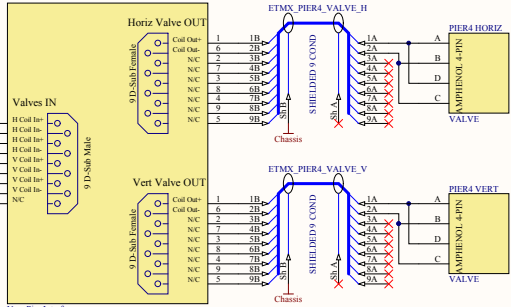 Horiz Valve OUT
Coil Out+ 1 1B
Coil Out- 6 2B
N/C 2 3B
N/C 7 4B
N/C 3 5B
N/C 8 6B
N/C 4 7B
N/C 9 8B
N/C 5 9B
9 D-Sub Female
ETMX_PIER4_VALVE_H
SHIELDED 9 COND
Sh B
Sh A
Chassis
1A
2A
3A
4A
5A
6A
7A
8A
9A
PIER4 HORIZ
A
B
D
C
AMPHENOL 4-PIN
VALVE
Valves IN
H Coil In+
H Coil In-
H Coil In+
H Coil In-
V Coil In+
V Coil In-
V Coil In+
V Coil In-
N/C
9 D-Sub Male
Vert Valve OUT
Coil Out+ 1 1B
Coil Out- 6 2B
N/C 2 3B
N/C 7 4B
N/C 3 5B
N/C 8 6B
N/C 4 7B
N/C 9 8B
N/C 5 9B
9 D-Sub Female
ETMX_PIER4_VALVE_V
SHIELDED 9 COND
Sh B
Sh A
Chassis
1A
2A
3A
4A
5A
6A
7A
8A
9A
PIER4 VERT
A
B
D
C
AMPHENOL 4-PIN
VALVE